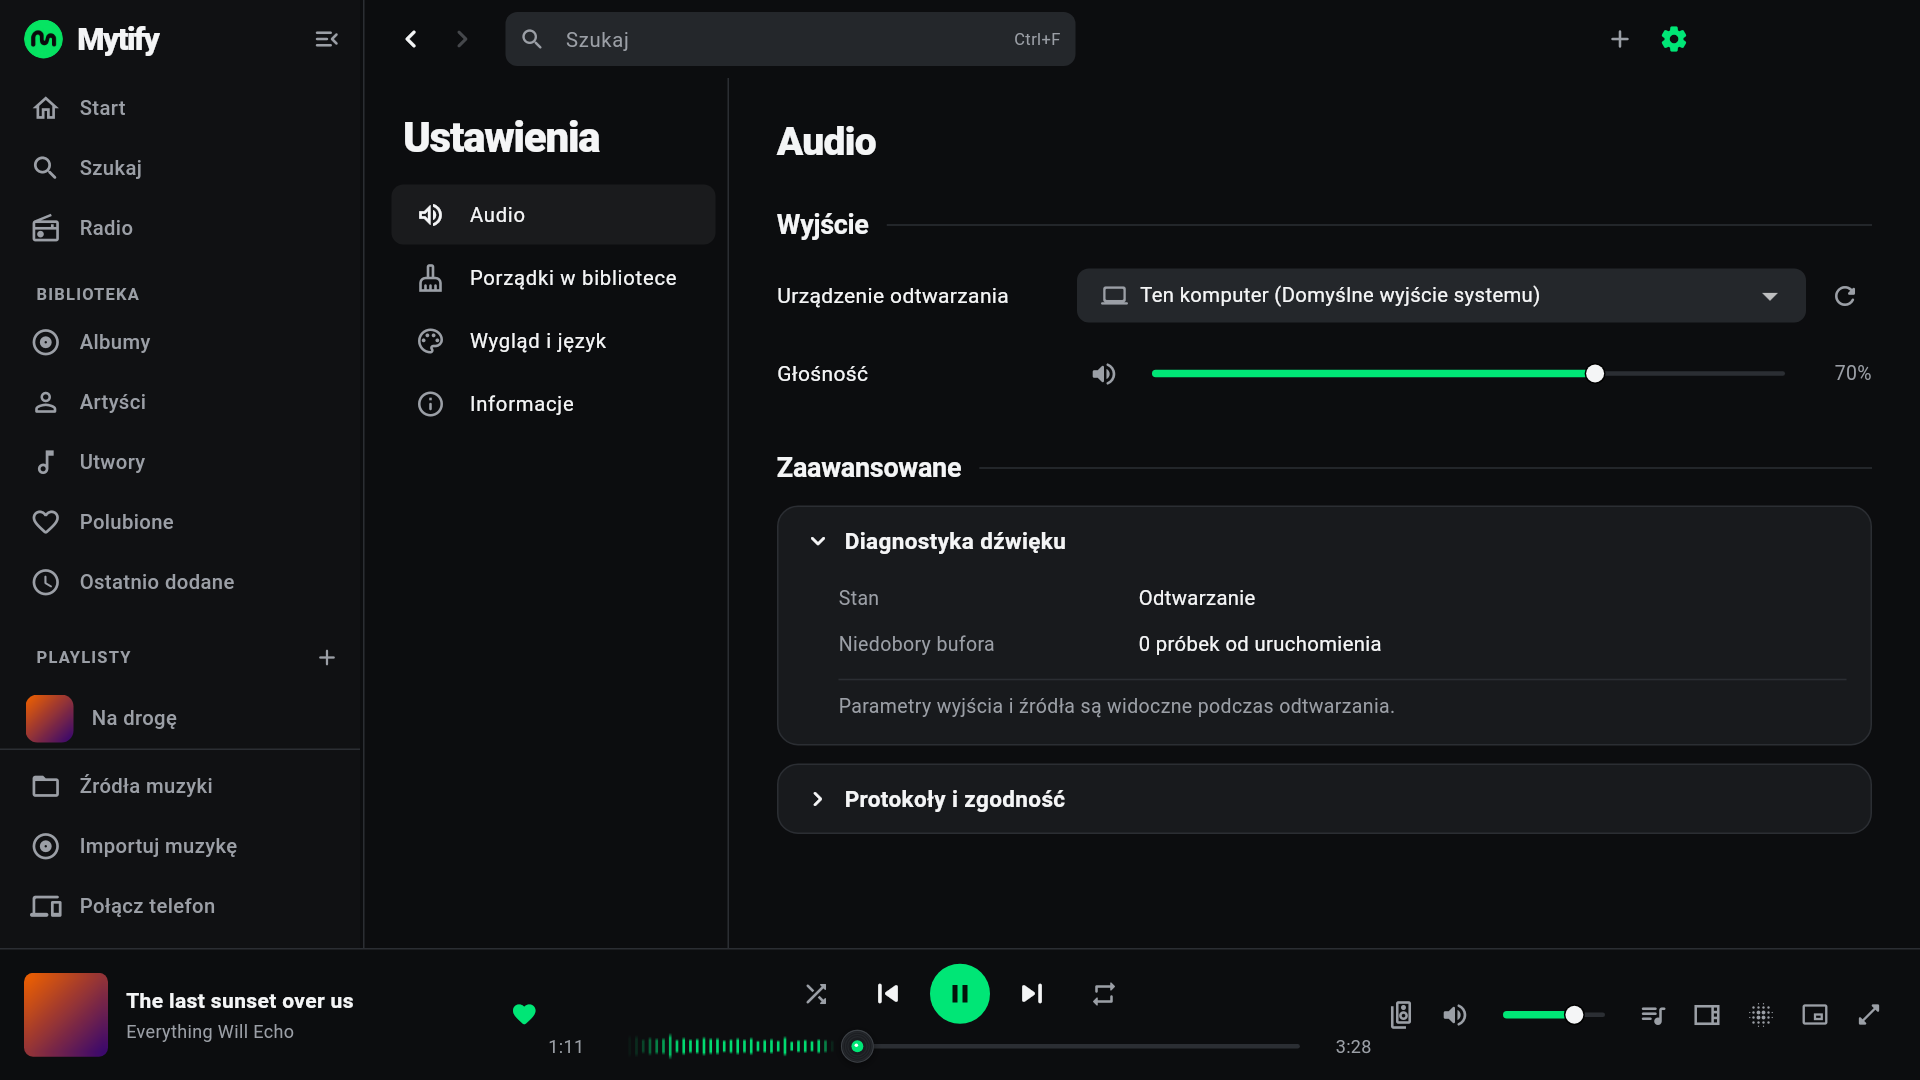 Mytify
Szukaj
Ctrl+F
Start
Szukaj
Radio
BIBLIOTEKA
Albumy
Artyści
Utwory
Polubione
Ostatnio dodane
PLAYLISTY
Na drogę
Źródła muzyki
Importuj muzykę
Połącz telefon
Ustawienia
Audio
Porządki w bibliotece
Wygląd i język
Informacje
Audio
Wyjście
Urządzenie odtwarzania
Ten komputer (Domyślne wyjście systemu)
Głośność
70%
Zaawansowane
Diagnostyka dźwięku
Stan
Odtwarzanie
Niedobory bufora
0 próbek od uruchomienia
Parametry wyjścia i źródła są widoczne podczas odtwarzania.
Protokoły i zgodność
The last sunset over us
Everything Will Echo
1:11
3:28